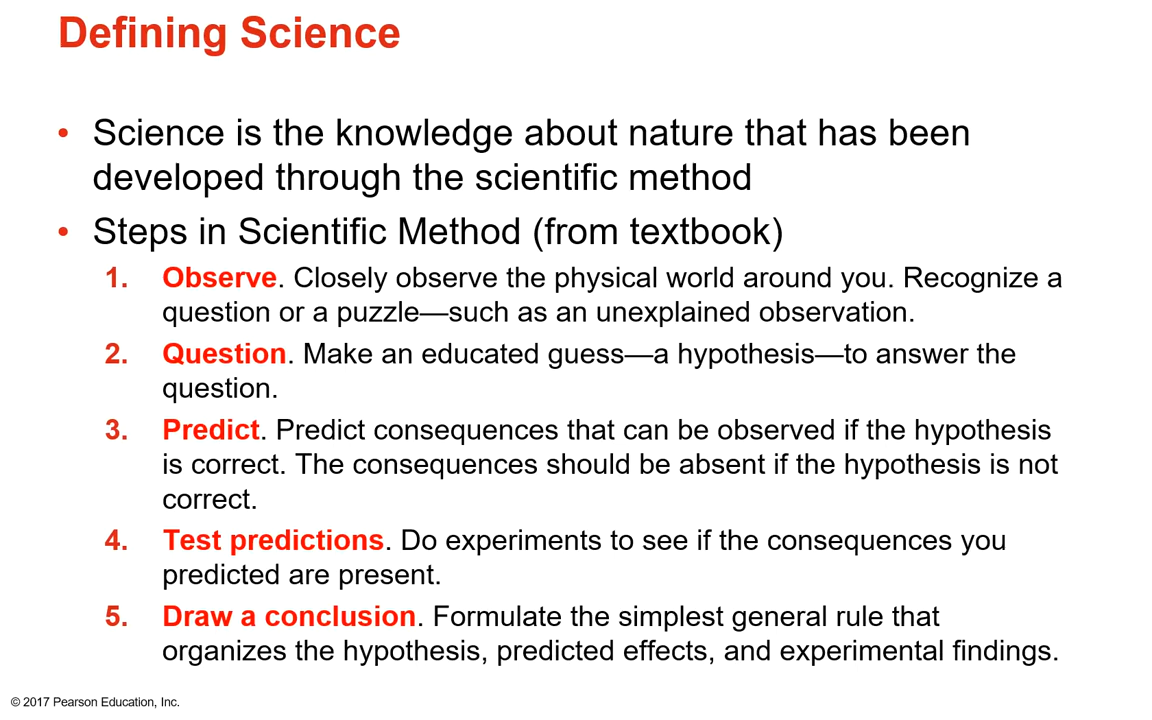 Defining Science
• Science is the knowledge about nature that has been
developed through the scientific method
• Steps in Scientific Method (from textbook)
1. Observe. Closely observe the physical world around you. Recognize a
question or a puzzle—such as an unexplained observation.
2. Question. Make an educated guess—a hypothesis—to answer the
question.
3. Predict. Predict consequences that can be observed if the hypothesis
is correct. The consequences should be absent if the hypothesis is not
correct.
4. Test predictions. Do experiments to see if the consequences you
predicted are present.
5. Draw a conclusion. Formulate the simplest general rule that
organizes the hypothesis, predicted effects, and experimental findings.
© 2017 Pearson Education, Inc.